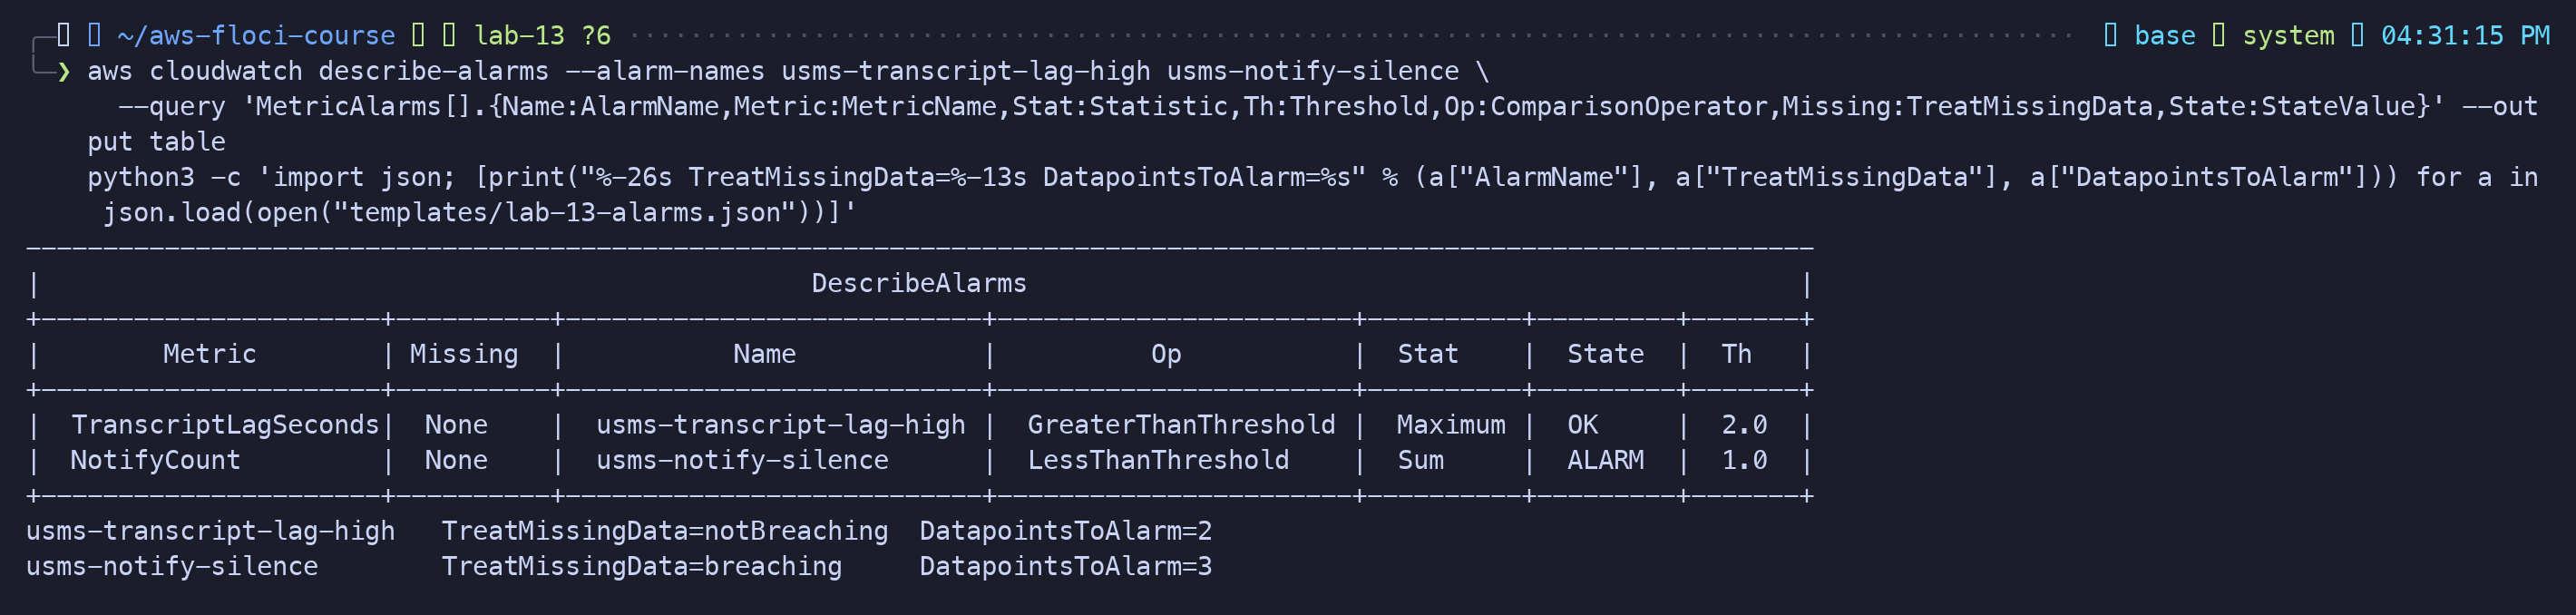 ~/aws-floci-course lab-13 ?6 ···· base system 04:31:15 PM
❯ aws cloudwatch describe-alarms --alarm-names usms-transcript-lag-high usms-notify-silence \
--query 'MetricAlarms[].{Name:AlarmName,Metric:MetricName,Stat:Statistic,Th:Threshold,Op:ComparisonOperator,Missing:TreatMissingData,State:StateValue}' --out
put table
python3 -c 'import json; [print("%-26s TreatMissingData=%-13s DatapointsToAlarm=%s" % (a["AlarmName"], a["TreatMissingData"], a["DatapointsToAlarm"])) for a in
json.load(open("templates/lab-13-alarms.json"))]'
| DescribeAlarms |
| Metric | Missing | Name | Op | Stat | State | Th |
| TranscriptLagSeconds| None | usms-transcript-lag-high | GreaterThanThreshold | Maximum | OK | 2.0 |
| NotifyCount | None | usms-notify-silence | LessThanThreshold | Sum | ALARM | 1.0 |
usms-transcript-lag-high TreatMissingData=notBreaching DatapointsToAlarm=2
usms-notify-silence TreatMissingData=breaching DatapointsToAlarm=3